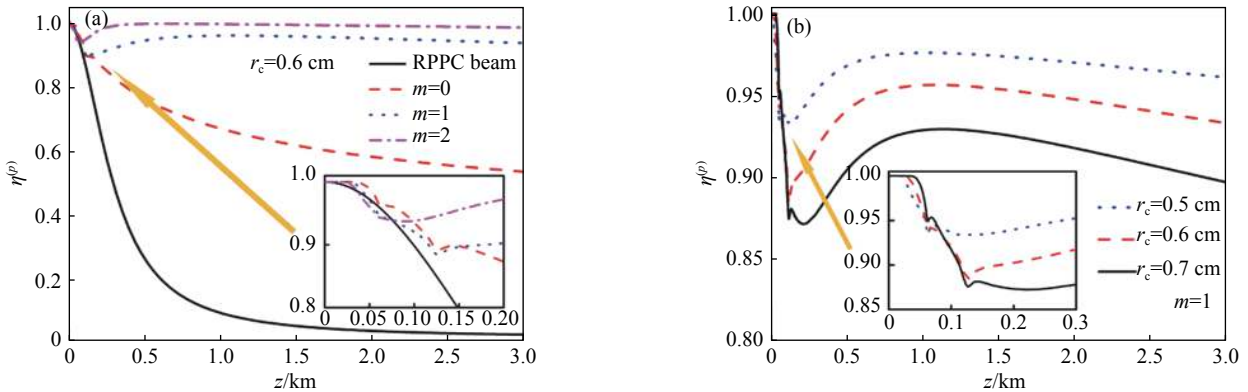 (a)
r_c=0.6 cm
RPPC beam
m=0
m=1
m=2
η^(p)
1.0
0.8
0.6
0.4
0.2
0
0 0.5 1.0 1.5 2.0 2.5 3.0
z/km
1.0
0.9
0.8
0 0.05 0.10 0.15 0.20
(b)
η^(p)
1.00
0.95
0.90
0.85
0.80
0 0.5 1.0 1.5 2.0 2.5 3.0
z/km
1.00
0.95
0.90
0.85
0 0.1 0.2 0.3
r_c=0.5 cm
r_c=0.6 cm
r_c=0.7 cm
m=1